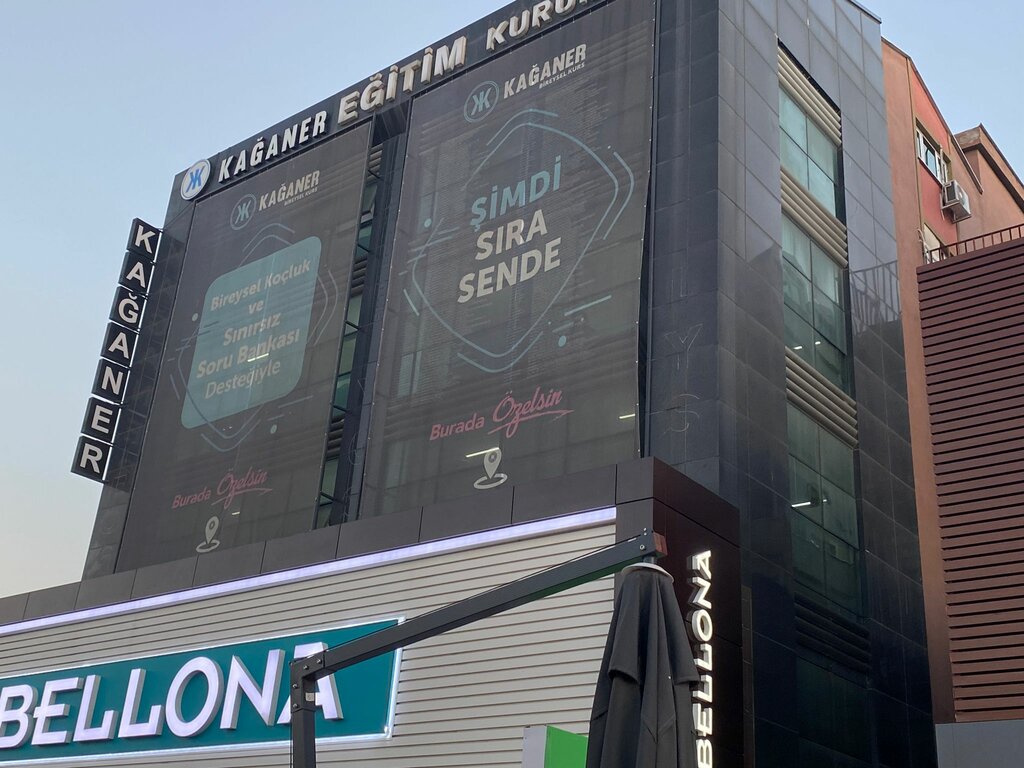 KAĞANER EĞİTİM KURU
KAĞANER
BİREYSEL KURS
ŞİMDİ
SIRA
SENDE
Burada Özelsin
KAĞANER
BİREYSEL KURS
Bireysel Koçluk
ve
Sınırsız
Soru Bankası
Desteğiyle
Burada Özelsin
KAĞANER
BELLONA
BELLONA